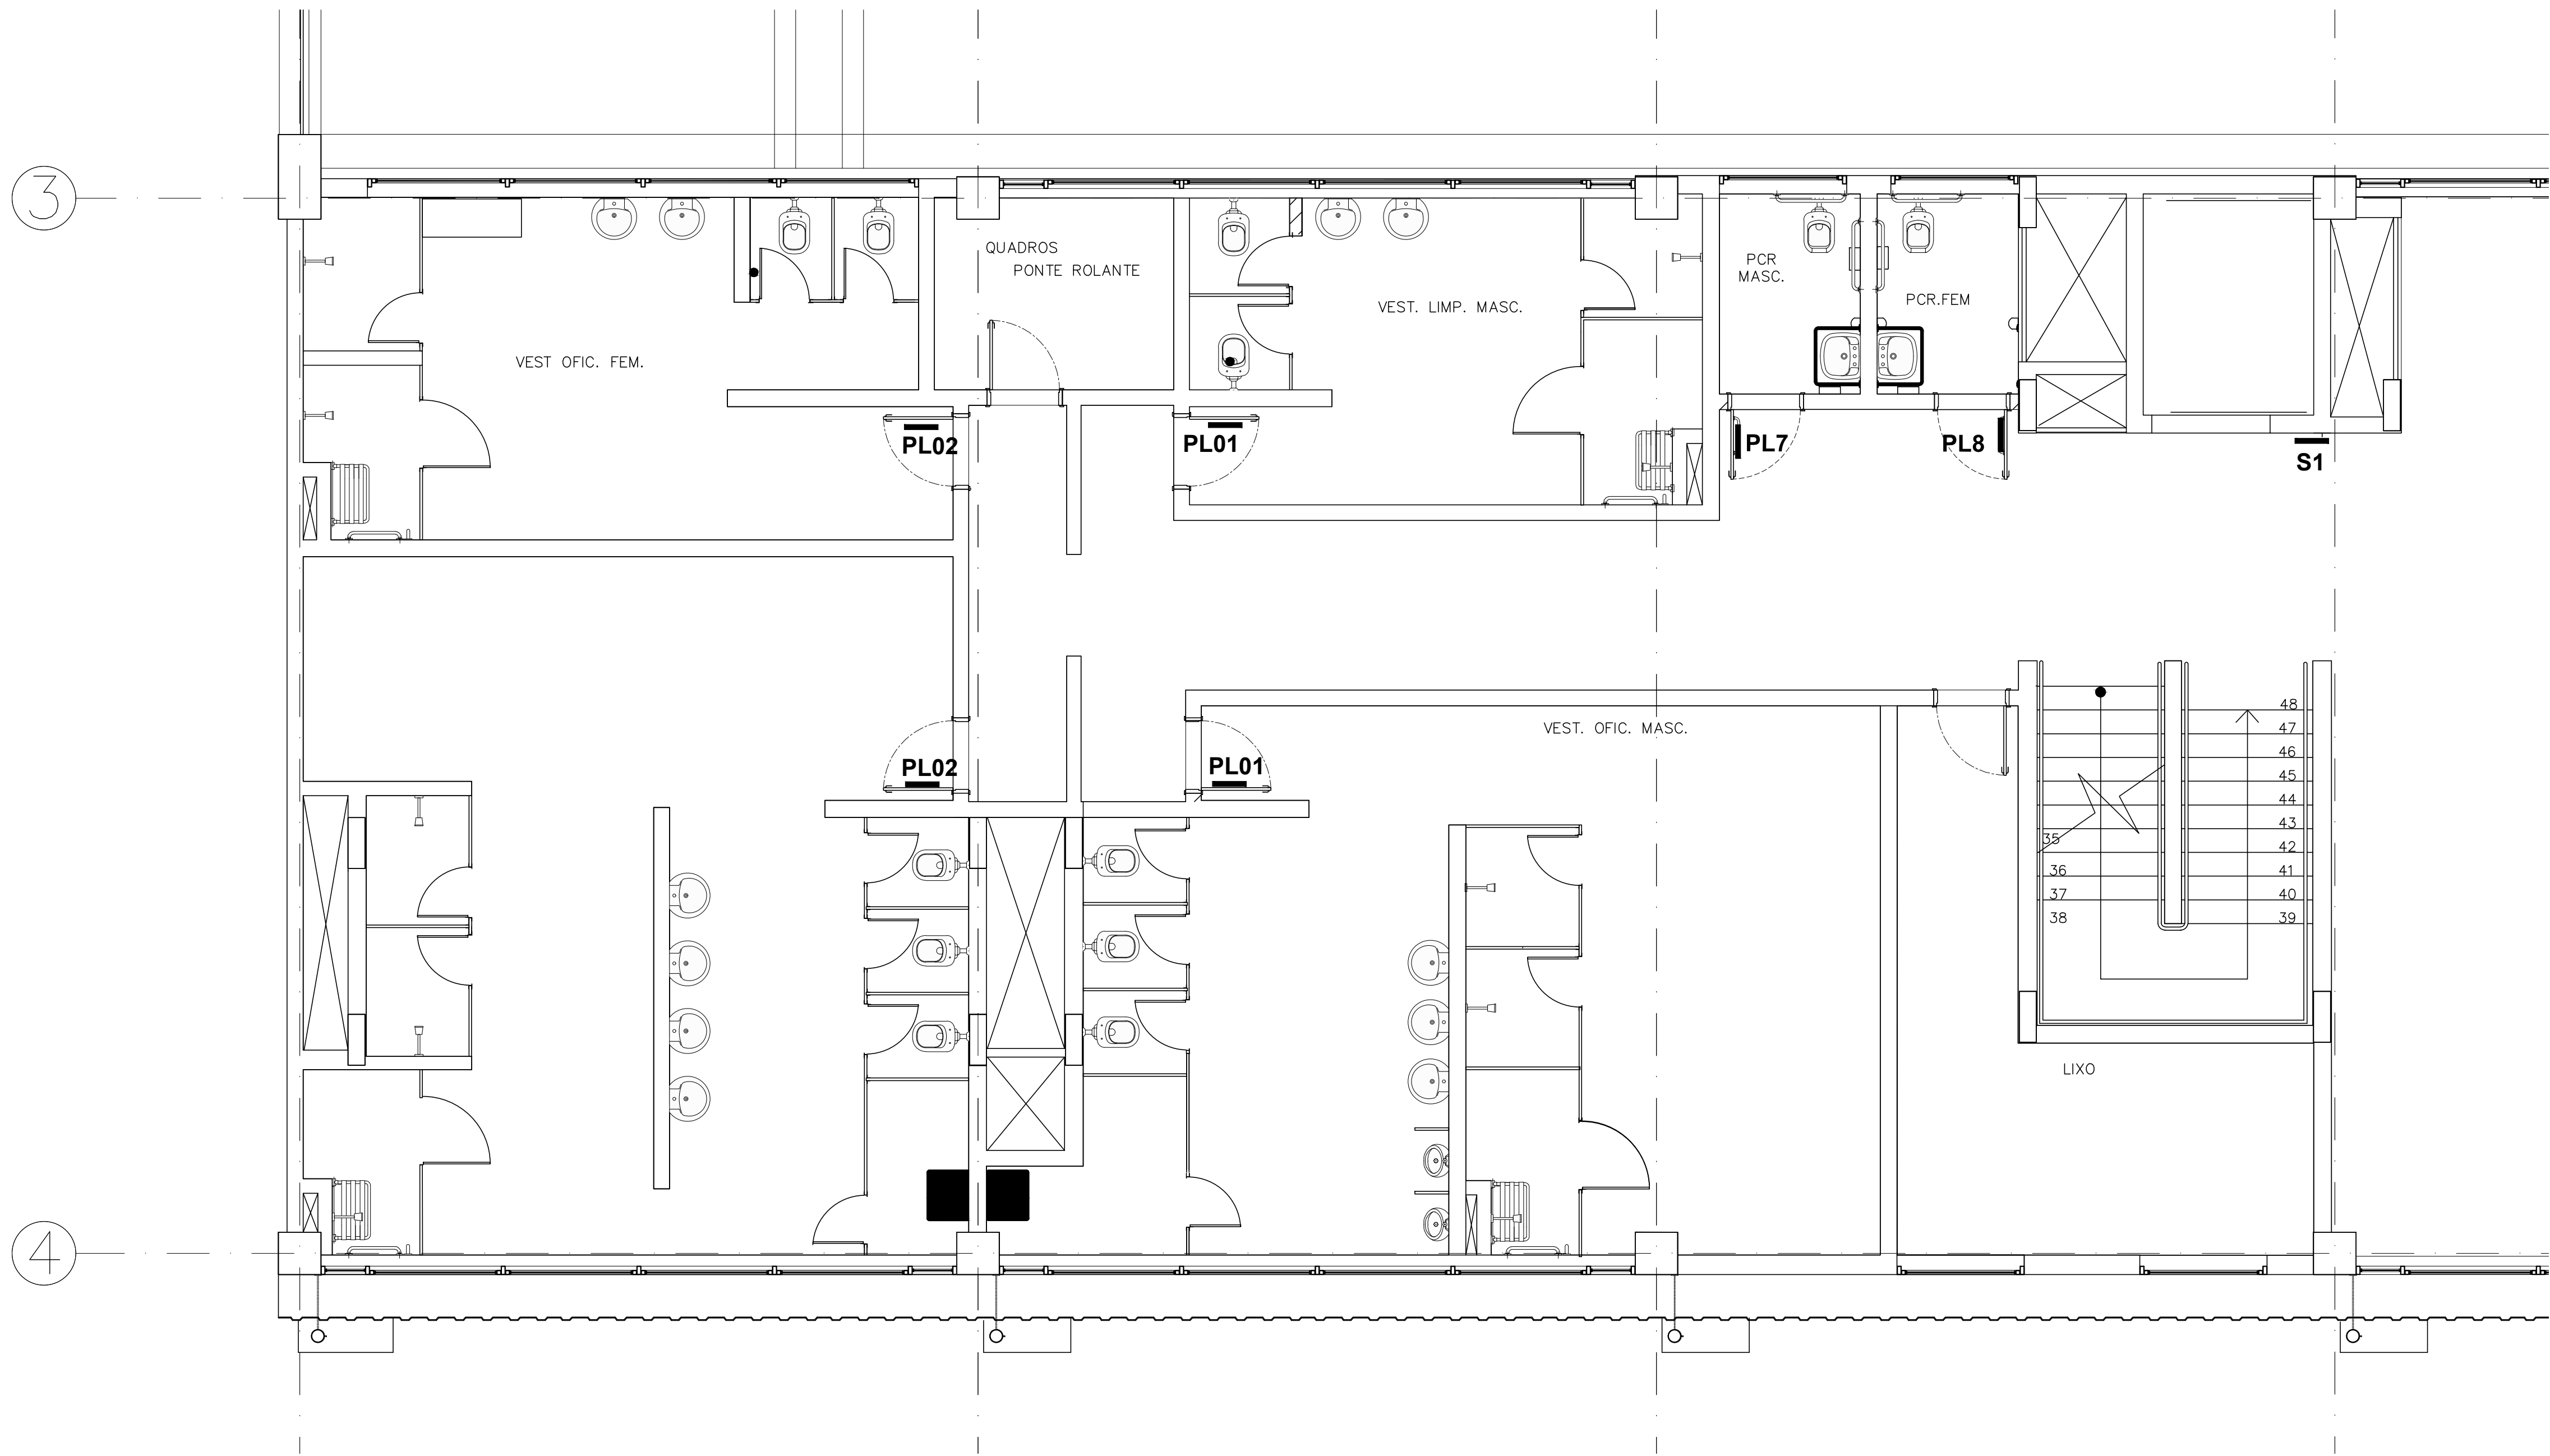 3
QUADROS
PONTE ROLANTE
PCR
MASC.
PCR.FEM
VEST. LIMP. MASC.
VEST OFIC. FEM.
PL02
PL01
PL7
PL8
S1
VEST. OFIC. MASC.
PL02
PL01
48
47
46
45
44
43
35
42
36
41
37
40
38
39
LIXO
4